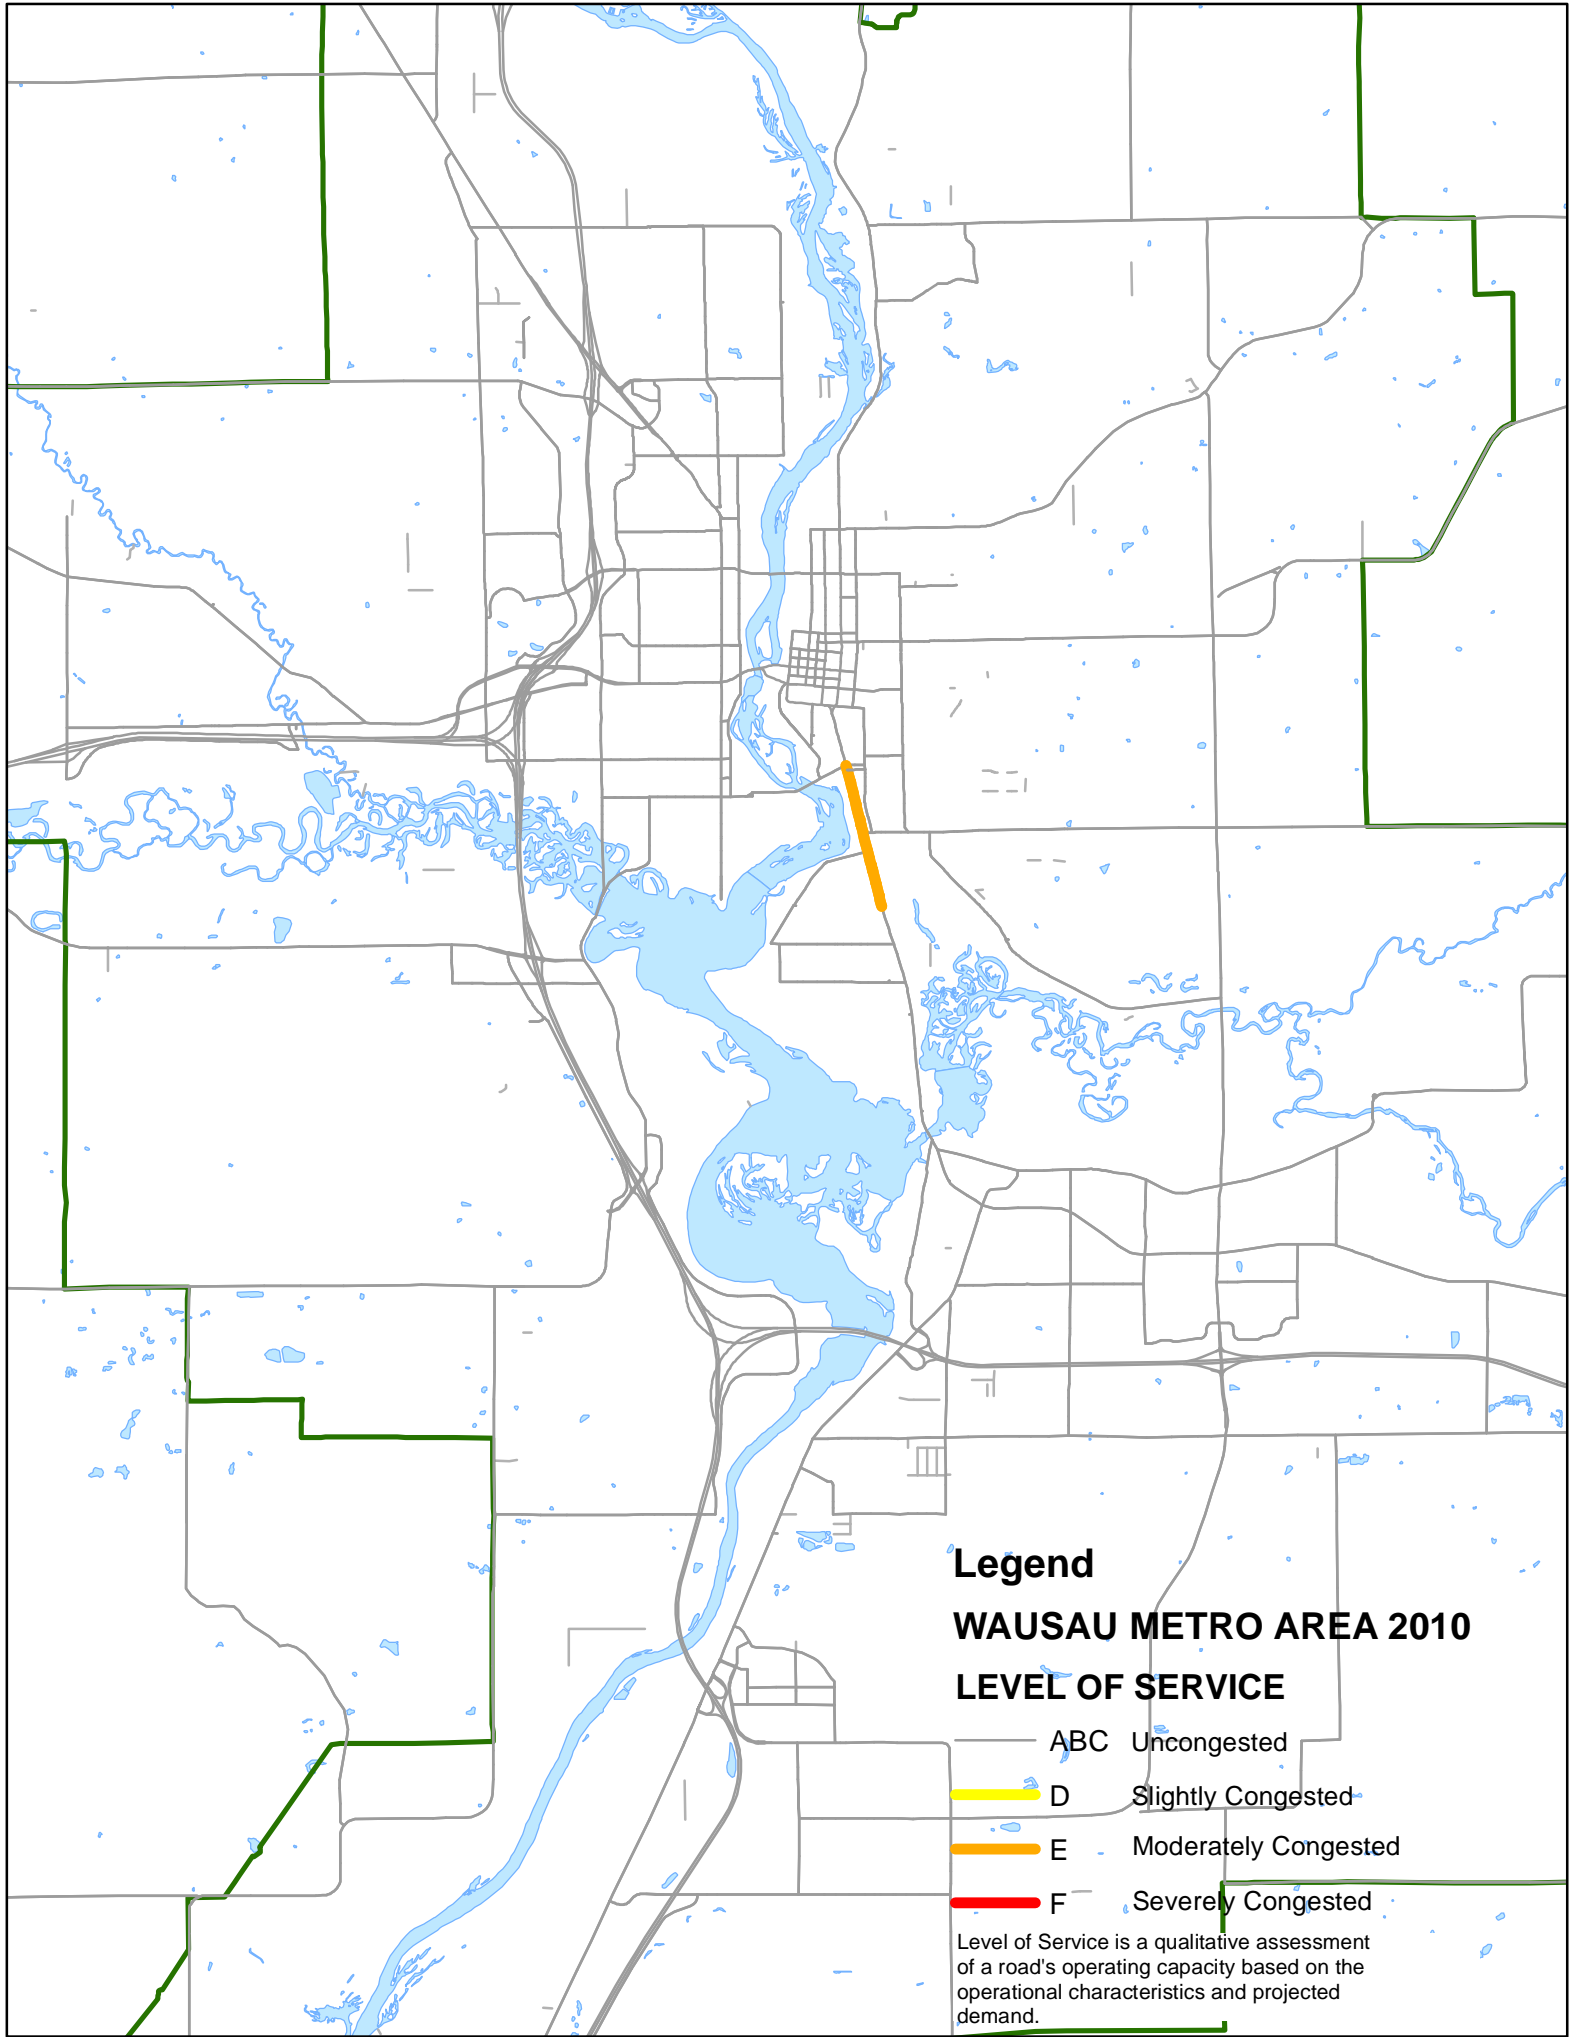 Legend
WAUSAU METRO AREA 2010
LEVEL OF SERVICE
ABC Uncongested
D Slightly Congested
E Moderately Congested
F Severely Congested
Level of Service is a qualitative assessment
of a road's operating capacity based on the
operational characteristics and projected
demand.